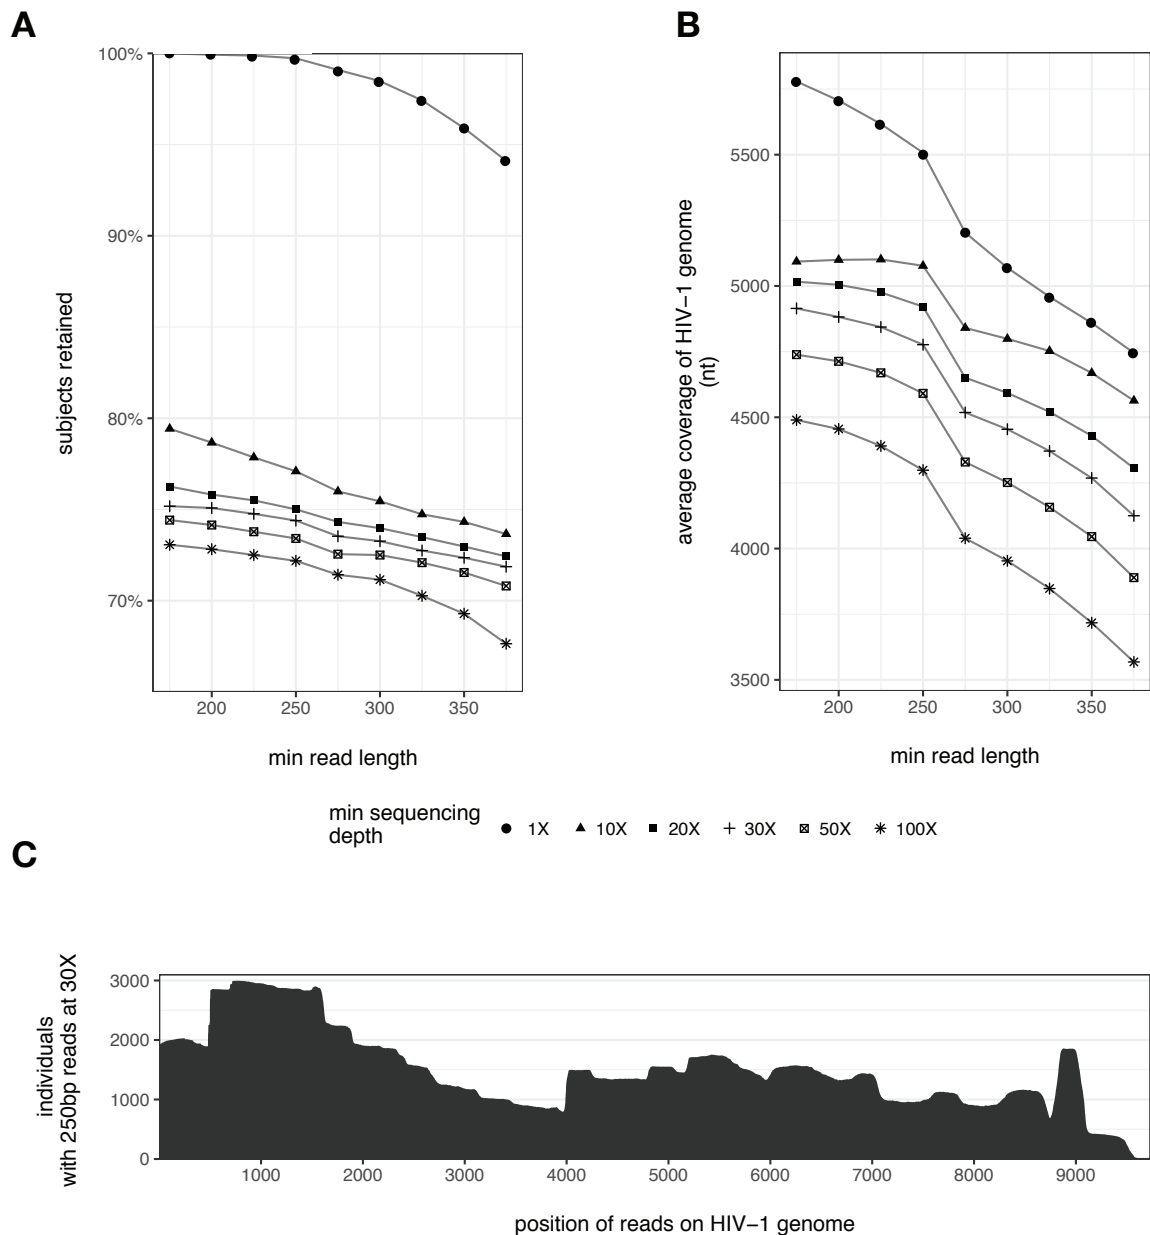 A
B
100%
90%
80%
70%
subjects retained
200 250 300 350
min read length
5500
5000
4500
4000
3500
average coverage of HIV−1 genome
(nt)
200 250 300 350
min read length
min sequencing
depth
1X 10X 20X 30X 50X 100X
C
3000
2000
1000
0
individuals
with 250bp reads at 30X
1000 2000 3000 4000 5000 6000 7000 8000 9000
position of reads on HIV−1 genome